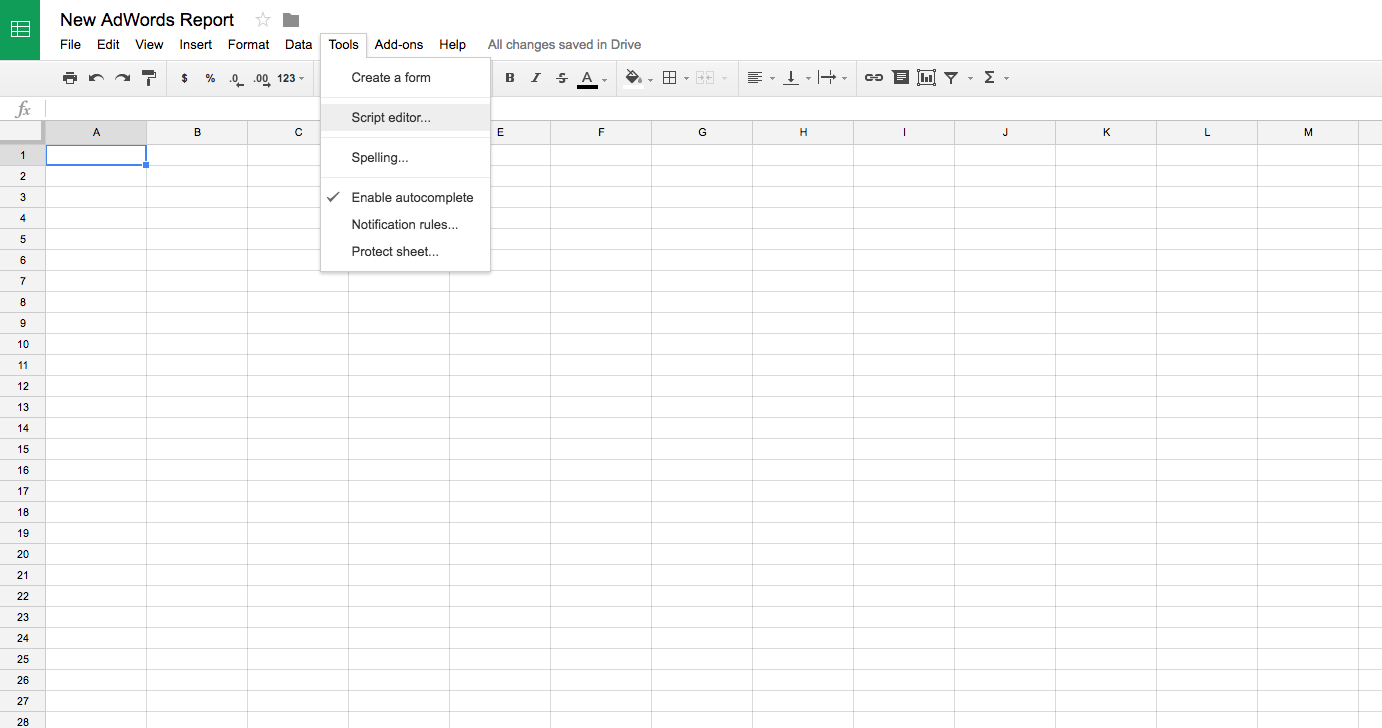 New AdWords Report
File Edit View Insert Format Data Tools Add-ons Help All changes saved in Drive
$ % .0 .00 123 B I S A Σ
Create a form
Script editor...
Spelling...
Enable autocomplete
Notification rules...
Protect sheet...
fx
A B C E F G H I J K L M
1
2
3
4
5
6
7
8
9
10
11
12
13
14
15
16
17
18
19
20
21
22
23
24
25
26
27
28